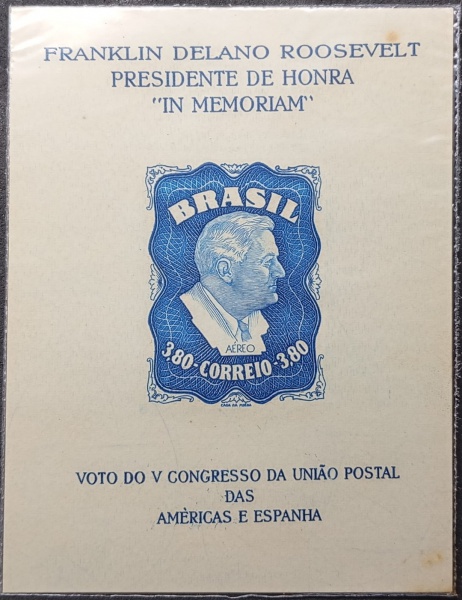 FRANKLIN DELANO ROOSEVELT
PRESIDENTE DE HONRA
"IN MEMORIAM"
BRASIL
AÉREO
3,80-CORREIO-3,80
CASA DA MOEDA
VOTO DO V CONGRESSO DA UNIÃO POSTAL
DAS
AMÈRICAS E ESPANHA